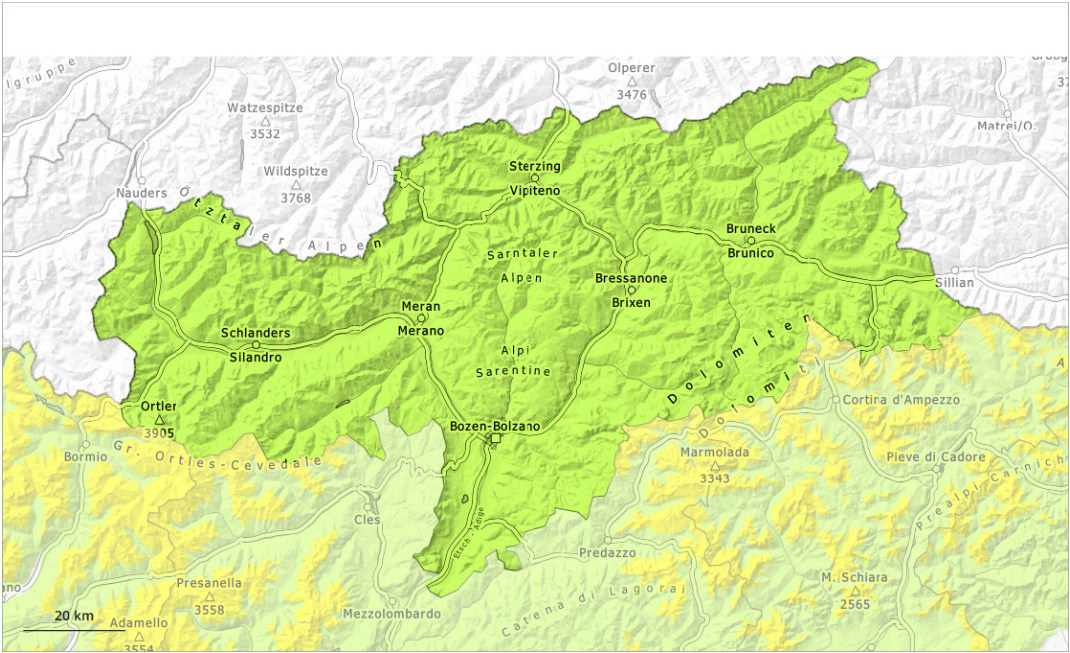 lgruppe
Olperer
3476
Watzespitze
3532
Matrei/O.
Wildspitze
3768
Nauders
Ötztaler Alpen
Sterzing
Vipiteno
Bruneck
Brunico
Sillian
Sarntaler
Alpen
Bressanone
Brixen
Meran
Merano
Schlanders
Silandro
Alpi
Sarentine
Dolomiten
Dolomiti
Ortler
3905
Cortina d'Ampezzo
Bozen-Bolzano
Bormio
Gr. Ortles-Cevedale
Marmolada
3343
Pieve di Cadore
Prealpi Carnich
Cles
Etsch - Adige
Predazzo
Presanella
3558
M. Schiara
2565
Catena di Lagorai
Mezzolombardo
ano
20 km
Adamello
3554